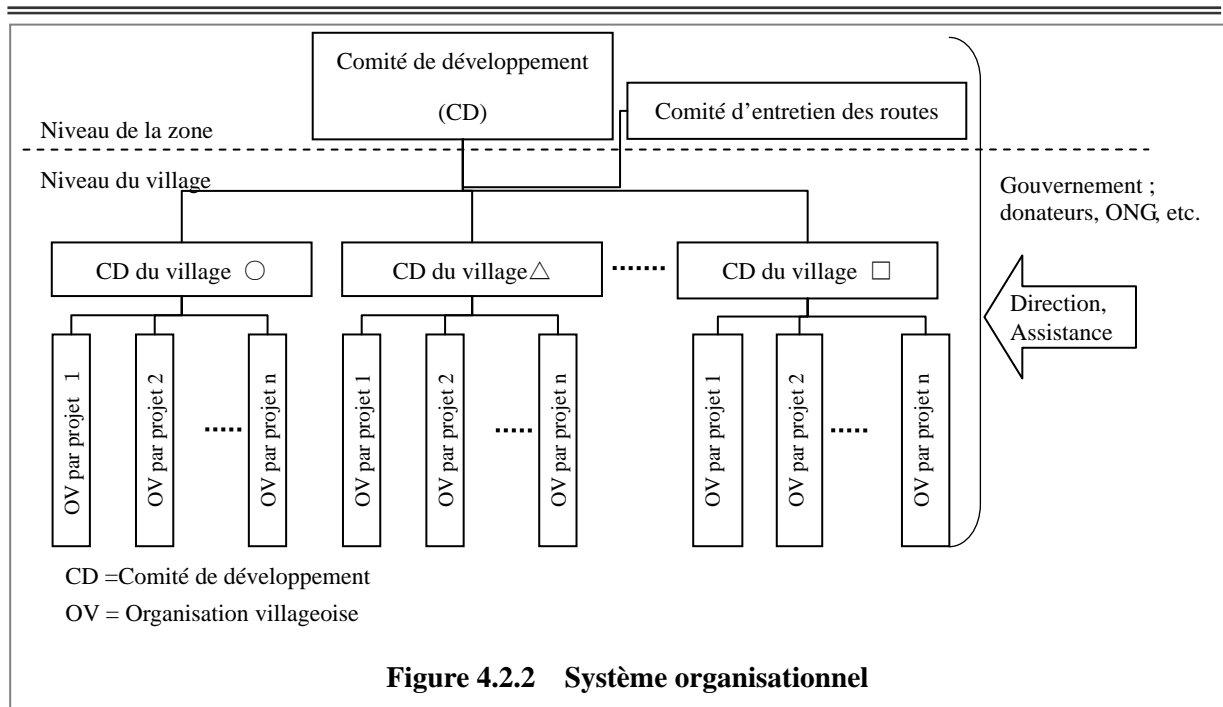 Comité de développement
(CD)
Comité d'entretien des routes
Niveau de la zone
Niveau du village
Gouvernement ;
donateurs, ONG, etc.
CD du village ○
CD du village△
CD du village □
Direction,
Assistance
OV par projet 1
OV par projet 2
OV par projet n
OV par projet 1
OV par projet 2
OV par projet n
OV par projet 1
OV par projet 2
OV par projet n
CD =Comité de développement
OV = Organisation villageoise
Figure 4.2.2 Système organisationnel